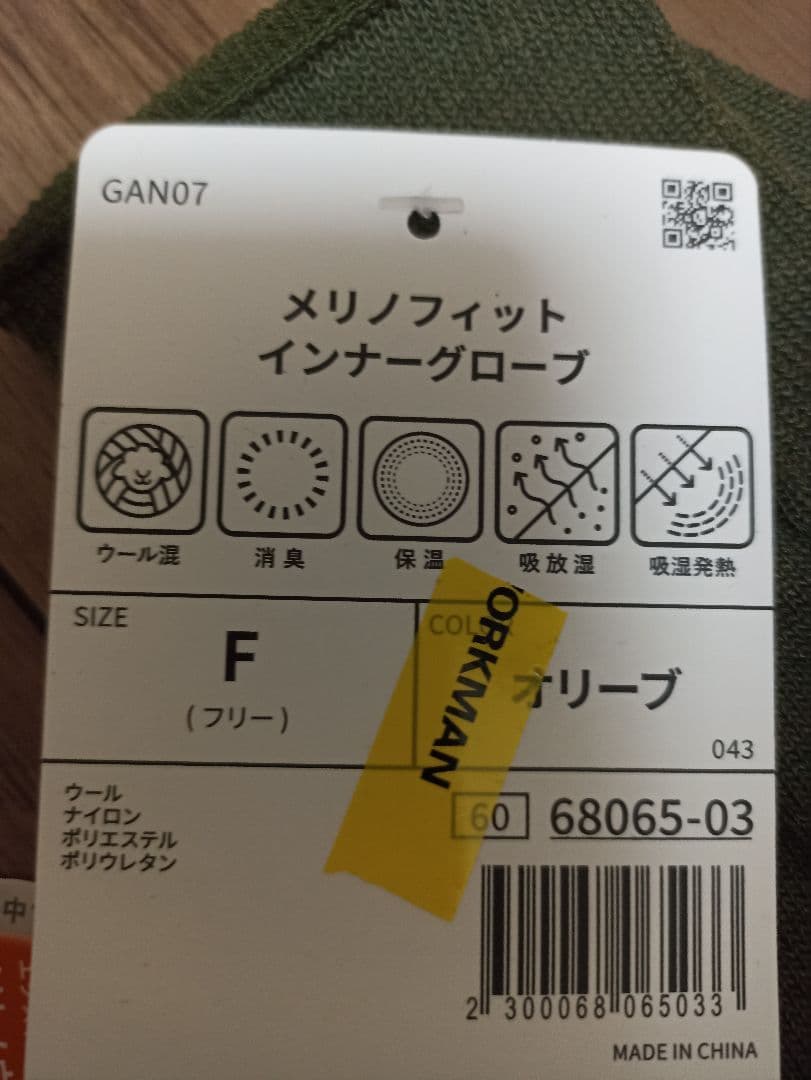 GAN07
メリノフィット
インナーグローブ
ウール混
消臭
保温
吸放湿
吸湿発熱
SIZE
F
(フリー)
オリーブ
043
WORKMAN
ウール
ナイロン
ポリエステル
ポリウレタン
60 68065-03
2 300068 065033
MADE IN CHINA
中